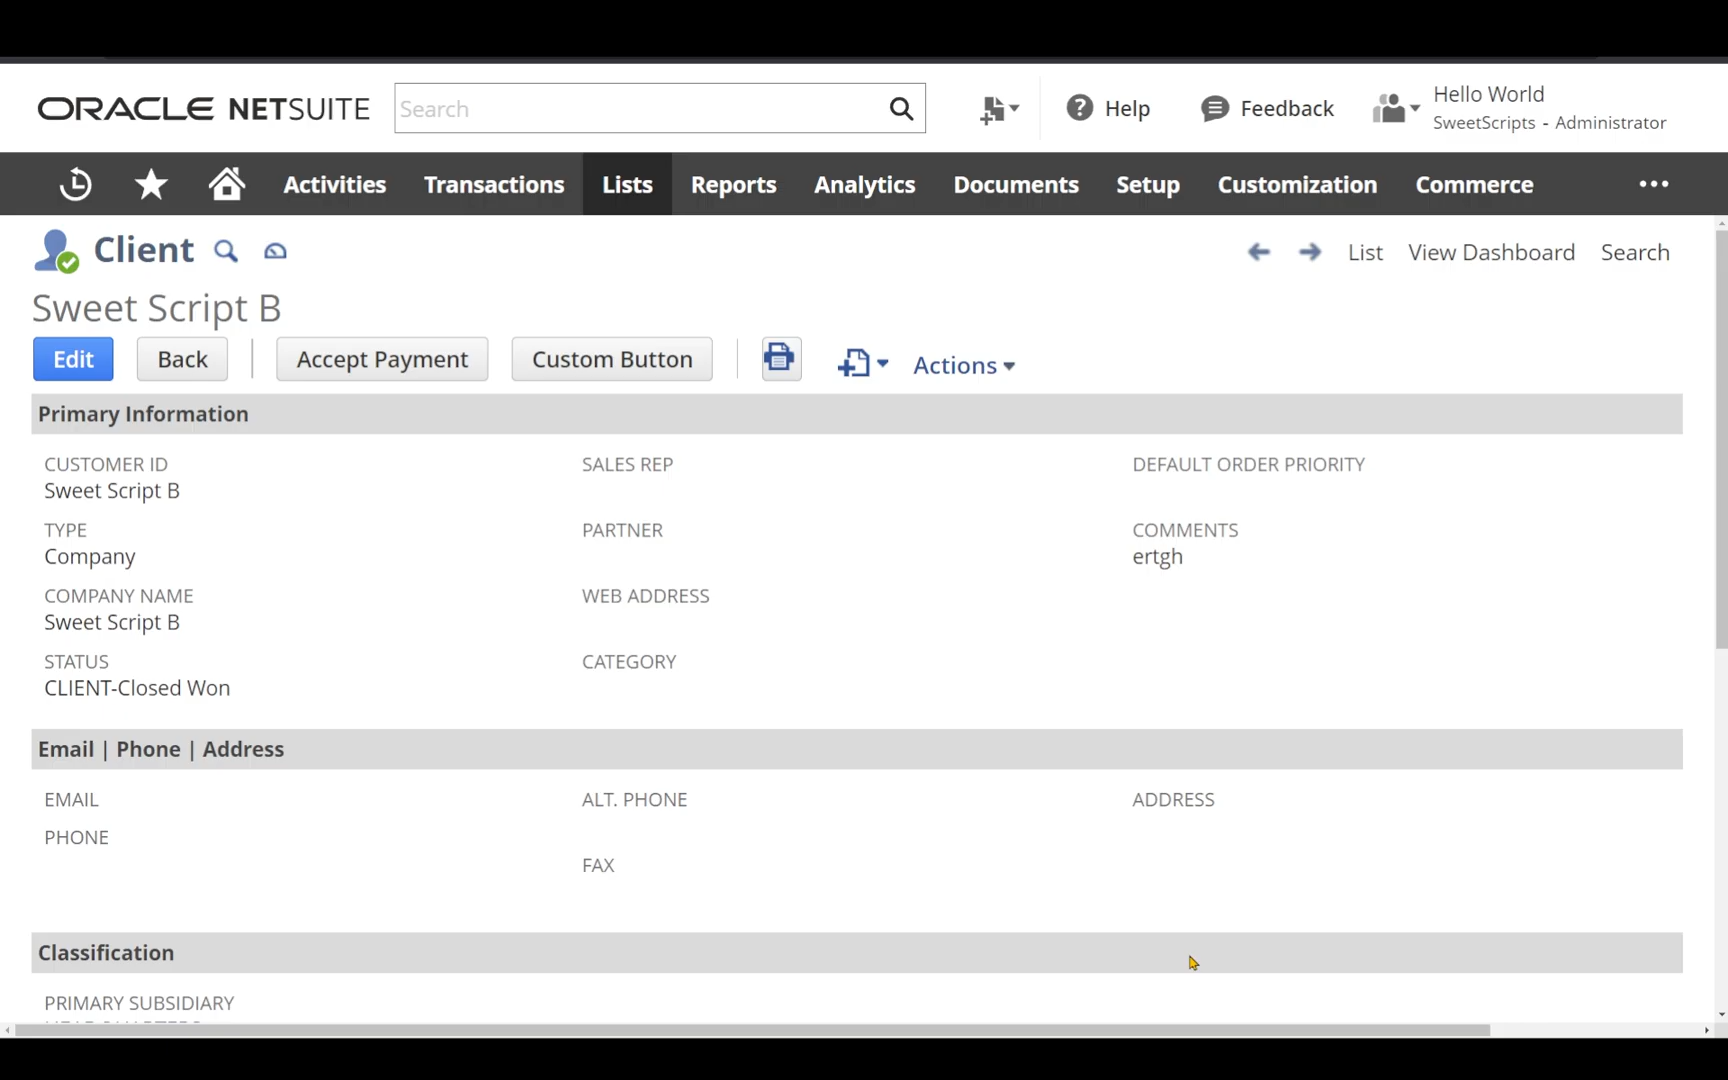 ORACLE NETSUITE
Search
Help
Feedback
Hello World
SweetScripts - Administrator
Activities
Transactions
Lists
Reports
Analytics
Documents
Setup
Customization
Commerce
Client
List
View Dashboard
Search
Sweet Script B
Edit
Back
Accept Payment
Custom Button
Actions
Primary Information
CUSTOMER ID
Sweet Script B
TYPE
Company
COMPANY NAME
Sweet Script B
STATUS
CLIENT-Closed Won
SALES REP
PARTNER
WEB ADDRESS
CATEGORY
DEFAULT ORDER PRIORITY
COMMENTS
ertgh
Email | Phone | Address
EMAIL
PHONE
ALT. PHONE
FAX
ADDRESS
Classification
PRIMARY SUBSIDIARY